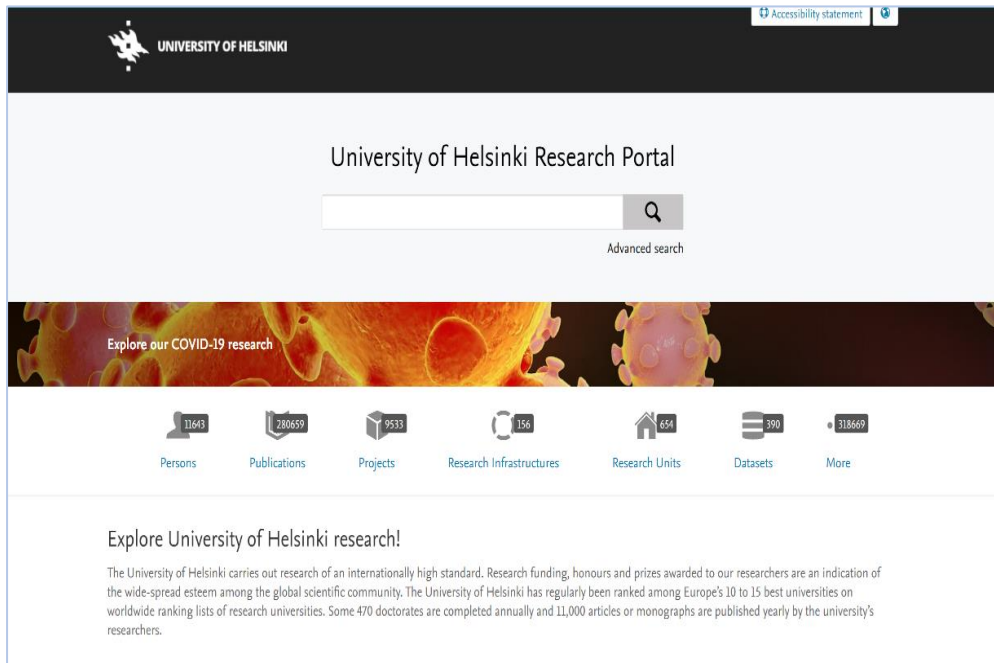 Accessibility statement
UNIVERSITY OF HELSINKI
University of Helsinki Research Portal
Advanced search
Explore our COVID-19 research
11643 280659 9533 156 654 390 318669
Persons Publications Projects Research Infrastructures Research Units Datasets More
Explore University of Helsinki research!
The University of Helsinki carries out research of an internationally high standard. Research funding, honours and prizes awarded to our researchers are an indication of
the wide-spread esteem among the global scientific community. The University of Helsinki has regularly been ranked among Europe's 10 to 15 best universities on
worldwide ranking lists of research universities. Some 470 doctorates are completed annually and 11,000 articles or monographs are published yearly by the university's
researchers.